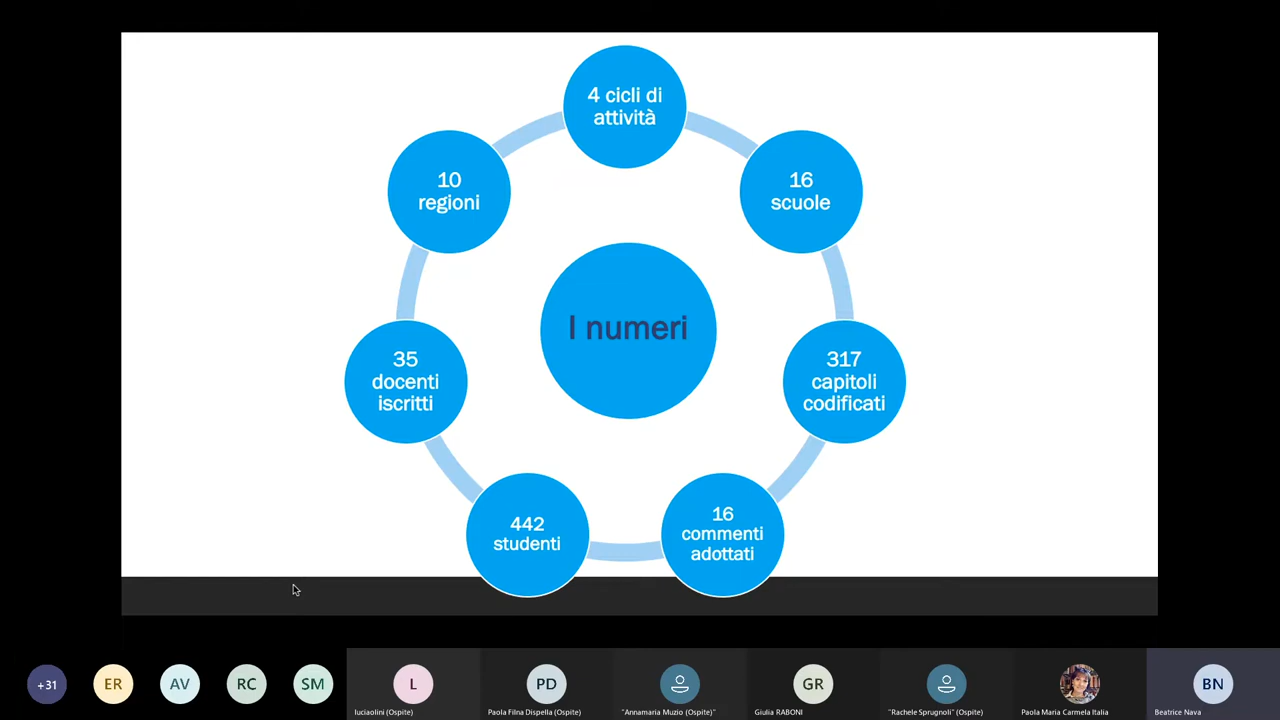 4 cicli di
attività
10
regioni
16
scuole
I numeri
35
docenti
iscritti
317
capitoli
codificati
442
studenti
16
commenti
adottati
+31
ER
AV
RC
SM
L
PD
GR
BN
luciaolini (Ospite)
Paola Filna Dispella (Ospite)
"Annamaria Muzio (Ospite)"
Giulia RABONI
"Rachele Sprugnoli" (Ospite)
Paola Maria Carmela Italia
Beatrice Nava